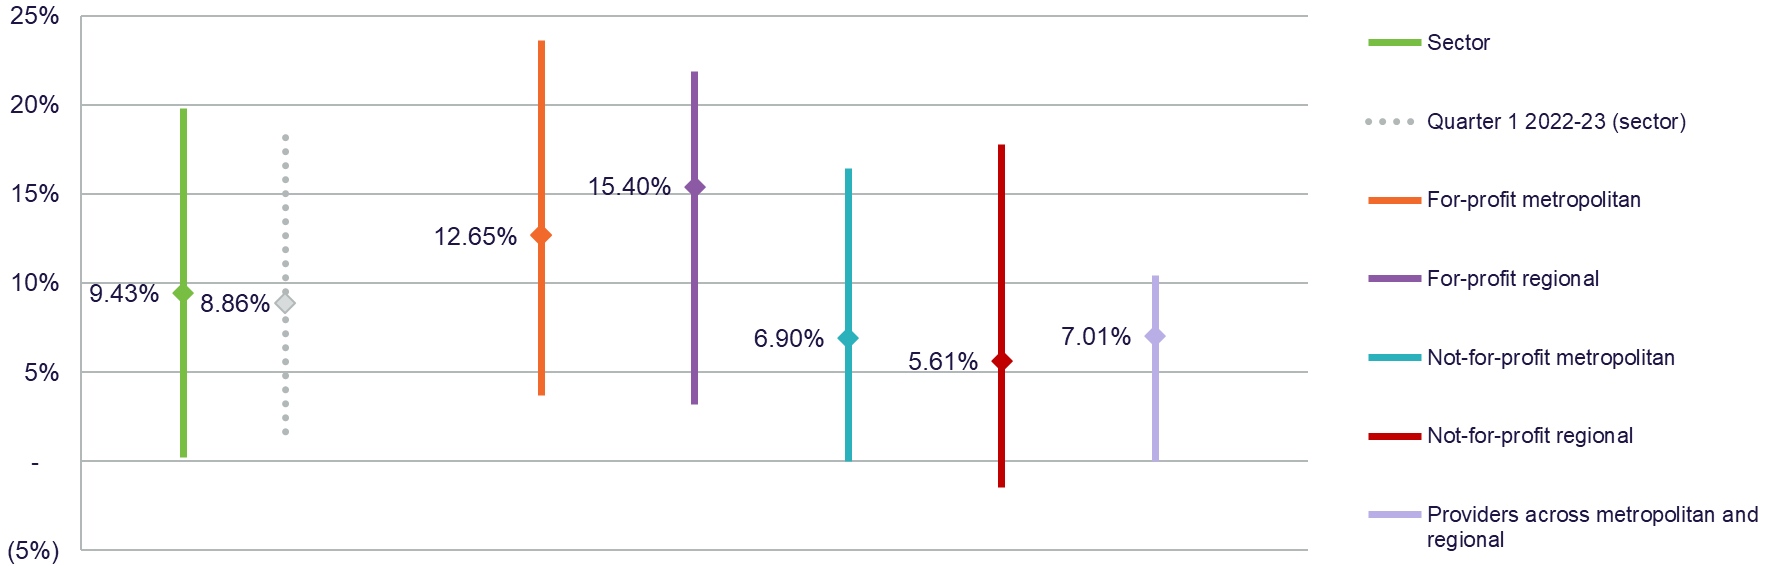 25%
20%
15%
10%
5%
-
(5%)
9.43%
8.86%
12.65%
15.40%
6.90%
5.61%
7.01%
Sector
Quarter 1 2022-23 (sector)
For-profit metropolitan
For-profit regional
Not-for-profit metropolitan
Not-for-profit regional
Providers across metropolitan and
regional